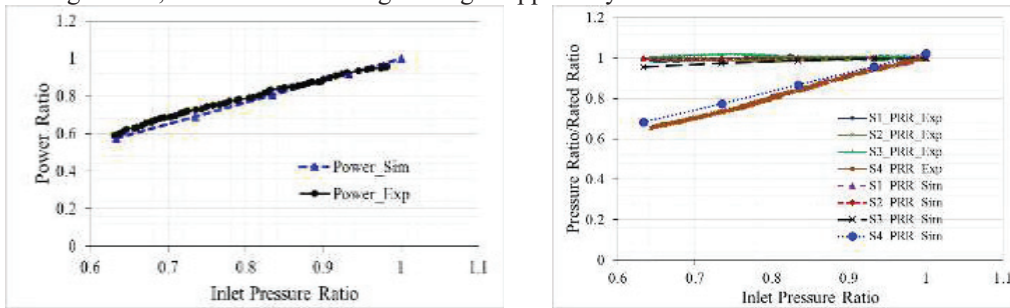 1.2
1
0.8
0.6
0.4
0.2
0
0.6
0.7
0.8
0.9
1
1.1
Power Ratio
Inlet Pressure Ratio
Power_Sim
Power_Exp
1.2
1
0.8
0.6
0.4
0.2
0
0.6
0.7
0.8
0.9
1
1.1
Pressure Ratio/Rated Ratio
Inlet Pressure Ratio
S1_PRR_Exp
S2_PRR_Exp
S3_PRR_Exp
S4_PRR_Exp
S1_PRR_Sim
S2_PRR_Sim
S3_PRR_Sim
S4_PRR_Sim